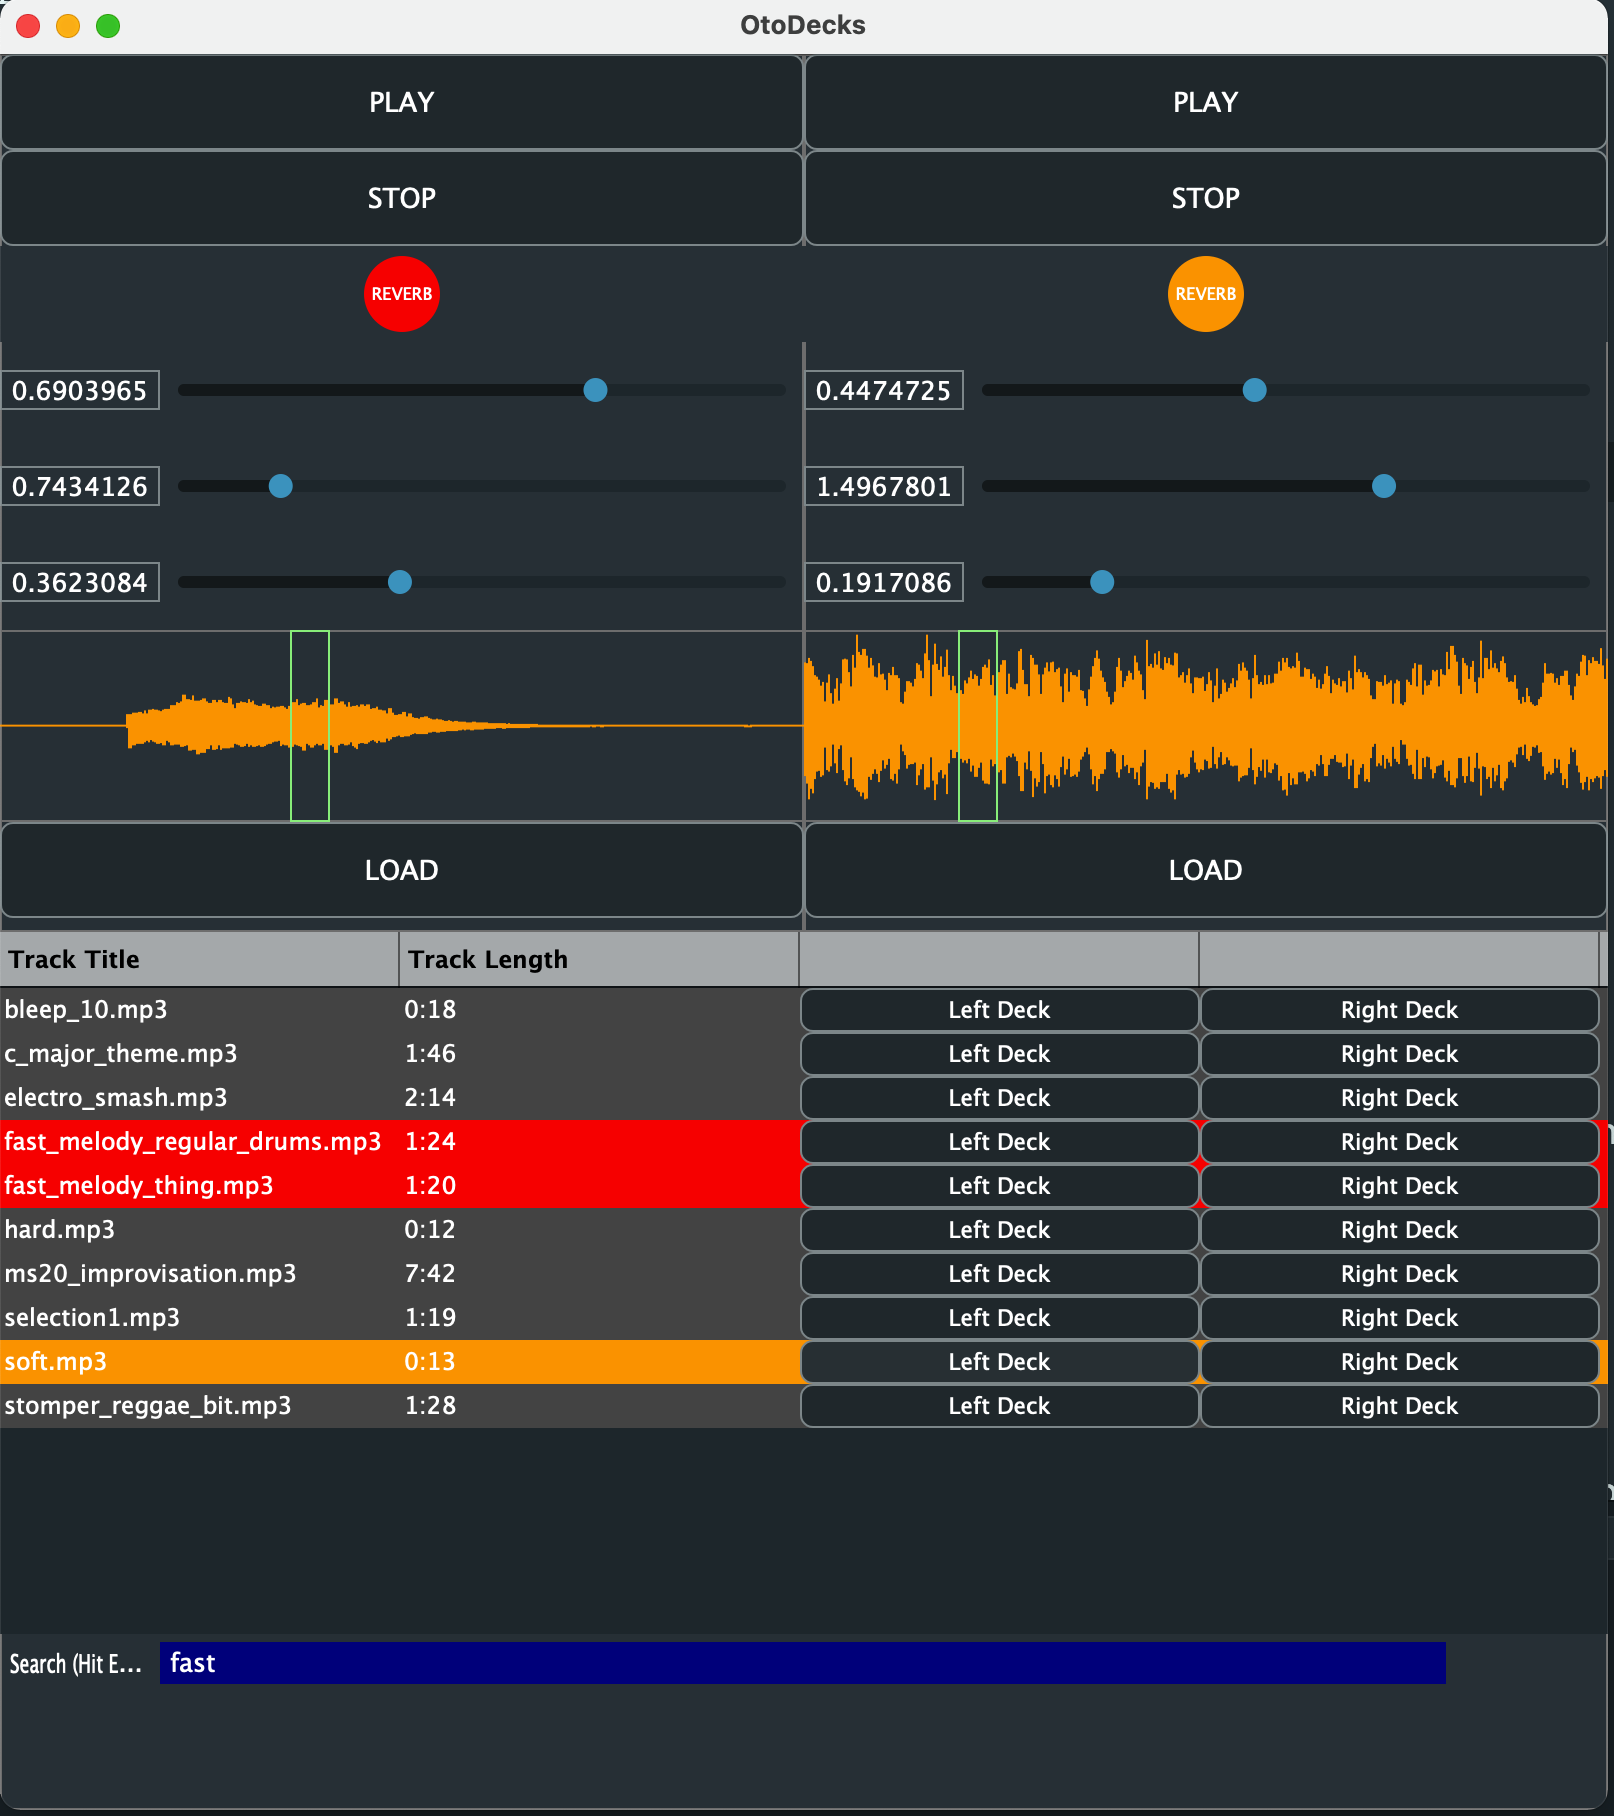 OtoDecks
PLAY PLAY
STOP STOP
REVERB REVERB
0.6903965 0.4474725
0.7434126 1.4967801
0.3623084 0.1917086
LOAD LOAD
Track Title Track Length
bleep_10.mp3 0:18 Left Deck Right Deck
c_major_theme.mp3 1:46 Left Deck Right Deck
electro_smash.mp3 2:14 Left Deck Right Deck
fast_melody_regular_drums.mp3 1:24 Left Deck Right Deck
fast_melody_thing.mp3 1:20 Left Deck Right Deck
hard.mp3 0:12 Left Deck Right Deck
ms20_improvisation.mp3 7:42 Left Deck Right Deck
selection1.mp3 1:19 Left Deck Right Deck
soft.mp3 0:13 Left Deck Right Deck
stomper_reggae_bit.mp3 1:28 Left Deck Right Deck
Search (Hit E... fast